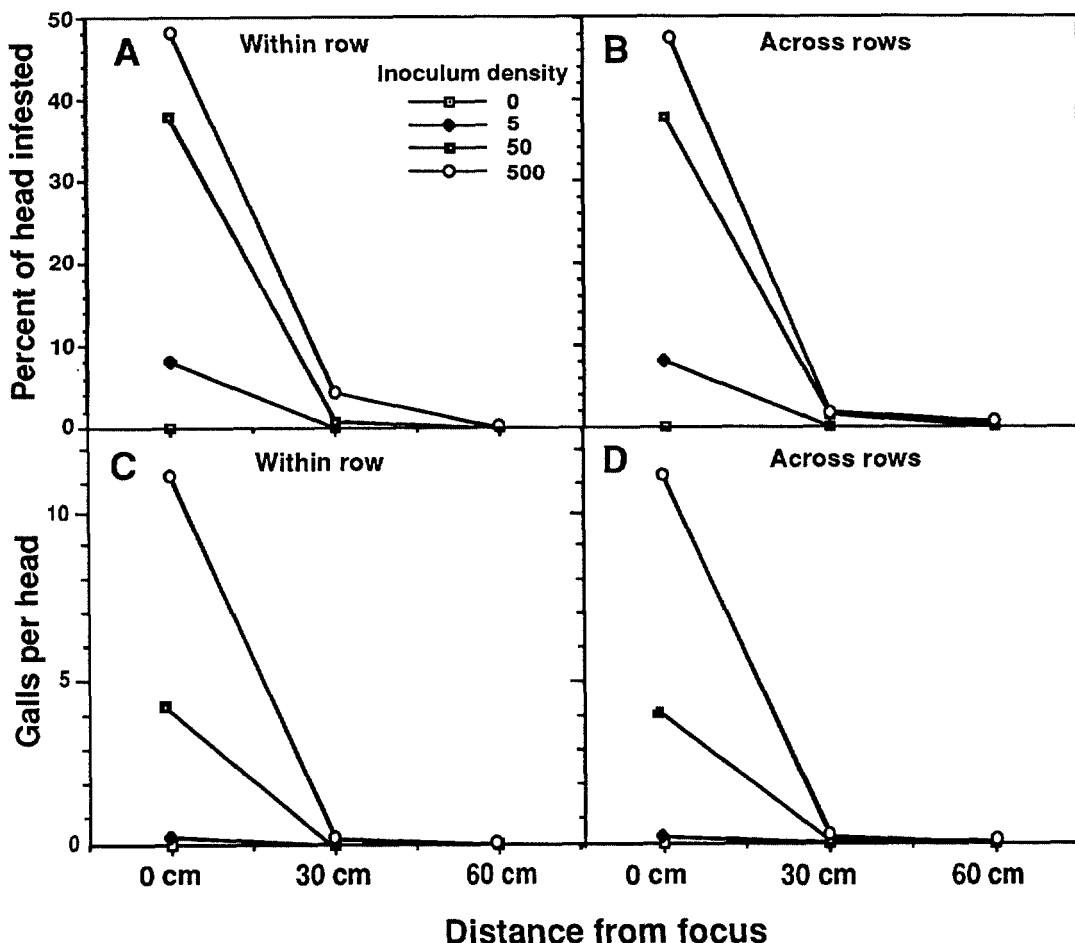 A
Within row
Inoculum density
0
5
50
500
Percent of head infested
50
40
30
20
10
0
B
Across rows
C
Within row
Galls per head
10
5
0
D
Across rows
0 cm
30 cm
60 cm
0 cm
30 cm
60 cm
Distance from focus